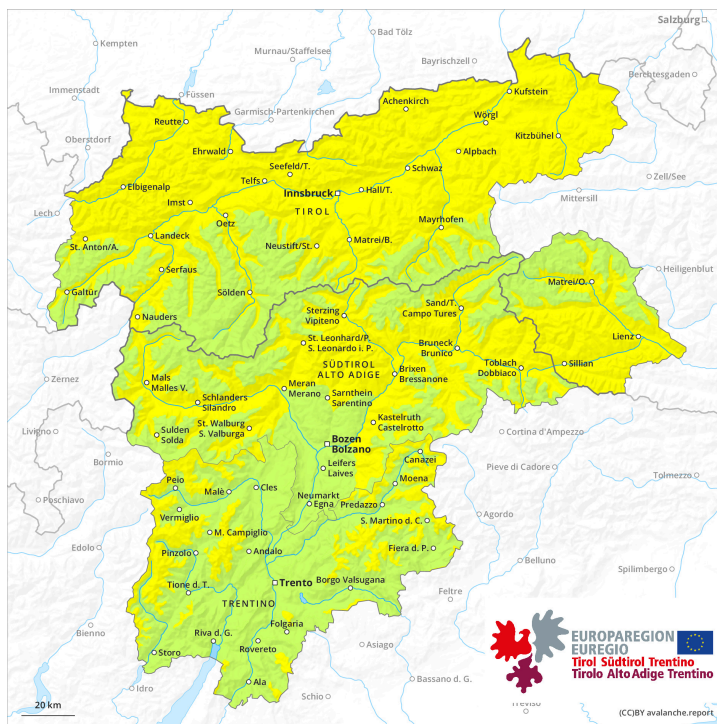 Salzburg
Kempten
Bad Tölz
Murnau/Staffelsee
Bayrischzell
Berchtesgaden
Immenstadt
Füssen
Garmisch-Partenkirchen
Achenkirch
Kufstein
Reutte
Wörgl
Oberstdorf
Ehrwald
Kitzbühel
Alpbach
Seefeld/T.
Schwaz
Zell/See
Elbigenalp
Telfs
Innsbruck
Hall/T.
Mittersill
Imst
TIROL
Lech
Oetz
Mayrhofen
St. Anton/A.
Landeck
Neustift/St.
Matrei/B.
Heiligenblut
Serfaus
Matrei/O.
Galtür
Sölden
Sand/T.
Campo Tures
Nauders
Sterzing
Vipiteno
Lienz
St. Leonhard/P.
S. Leonardo i. P.
Bruneck
Brunico
Toblach
Dobbiaco
Sillian
SÜDTIROL
ALTO ADIGE
Zernez
Mals
Malles V.
Meran
Merano
Brixen
Bressanone
Sarnthein
Sarentino
Schlanders
Silandro
St. Walburg
S. Valburga
Kastelruth
Castelrotto
Livigno
Sulden
Solda
Bozen
Bolzano
Cortina d'Ampezzo
Bormio
Canazei
Leifers
Laives
Pieve di Cadore
Tolmezzo
Poschiavo
Peio
Malè
Cles
Moena
Neumarkt
Egna
Predazzo
Vermiglio
Agordo
S. Martino d. C.
M. Campiglio
Edolo
Pinzolo
Andalo
Fiera d. P.
Belluno
Spilimbergo
Tione d. T.
Trento
Borgo Valsugana
Feltre
TRENTINO
Bienno
Riva d. G.
Folgaria
Rovereto
Asiago
Storo
Idro
Ala
Schio
Bassano d. G.
Treviso
EUROPAREGION
EUREGIO
Tirol Südtirol Trentino
Tirolo Alto Adige Trentino
20 km
(CC)BY avalanche.report